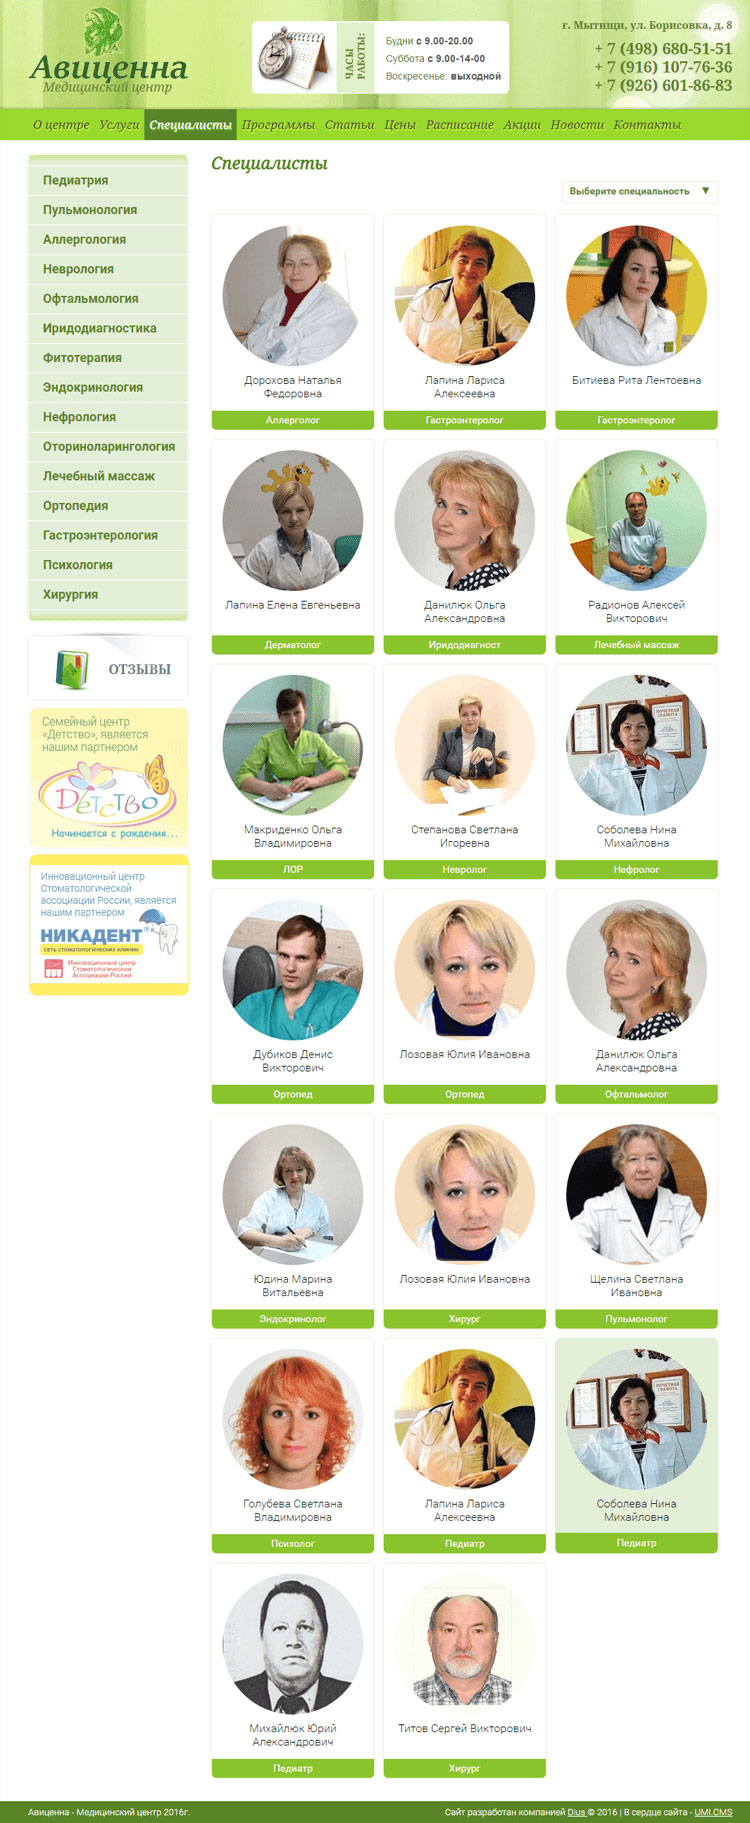 Авиценна
Медицинский центр
ЧАСЫ РАБОТЫ:
Будни с 9.00-20.00
Суббота с 9.00-14-00
Воскресенье: выходной
г. Мытищи, ул. Борисовка, д. 8
+ 7 (498) 680-51-51
+ 7 (916) 107-76-36
+ 7 (926) 601-86-83
О центре Услуги Специалисты Программы Статьи Цены Расписание Акции Новости Контакты
Педиатрия
Пульмонология
Аллергология
Неврология
Офтальмология
Иридодиагностика
Фитотерапия
Эндокринология
Нефрология
Оториноларингология
Лечебный массаж
Ортопедия
Гастроэнтерология
Психология
Хирургия
ОТЗЫВЫ
Семейный центр
«Детство», является
нашим партнером
Детство
Начинается с рождения...
Инновационный центр
Стоматологической
ассоциации России, является
нашим партнером
НИКАДЕНТ®
сеть стоматологических клиник
Инновационный центр
Стоматологической
Ассоциации России
Специалисты
Выберите специальность ▼
Дорохова Наталья
Федоровна
Аллерголог
Лапина Лариса
Алексеевна
Гастроэнтеролог
Битиева Рита Лентоевна
Гастроэнтеролог
Лапина Елена Евгеньевна
Дерматолог
Данилюк Ольга
Александровна
Иридодиагност
Радионов Алексей
Викторович
Лечебный массаж
Макриденко Ольга
Владимировна
ЛОР
Степанова Светлана
Игоревна
Невролог
ПОЧЕТНАЯ
ГРАМОТА
Соболева Нина
Михайловна
Нефролог
Дубиков Денис
Викторович
Ортопед
Лозовая Юлия Ивановна
Ортопед
Данилюк Ольга
Александровна
Офтальмолог
Юдина Марина
Витальевна
Эндокринолог
Лозовая Юлия Ивановна
Хирург
Щелина Светлана
Ивановна
Пульмонолог
Голубева Светлана
Владимировна
Психолог
Лапина Лариса
Алексеевна
Педиатр
ПОЧЕТНАЯ
ГРАМОТА
Соболева Нина
Михайловна
Педиатр
Михайлюк Юрий
Александрович
Педиатр
Титов Сергей Викторович
Хирург
Авиценна - Медицинский центр 2016г.
Сайт разработан компанией Dius © 2016 | В сердце сайта - UMI.CMS